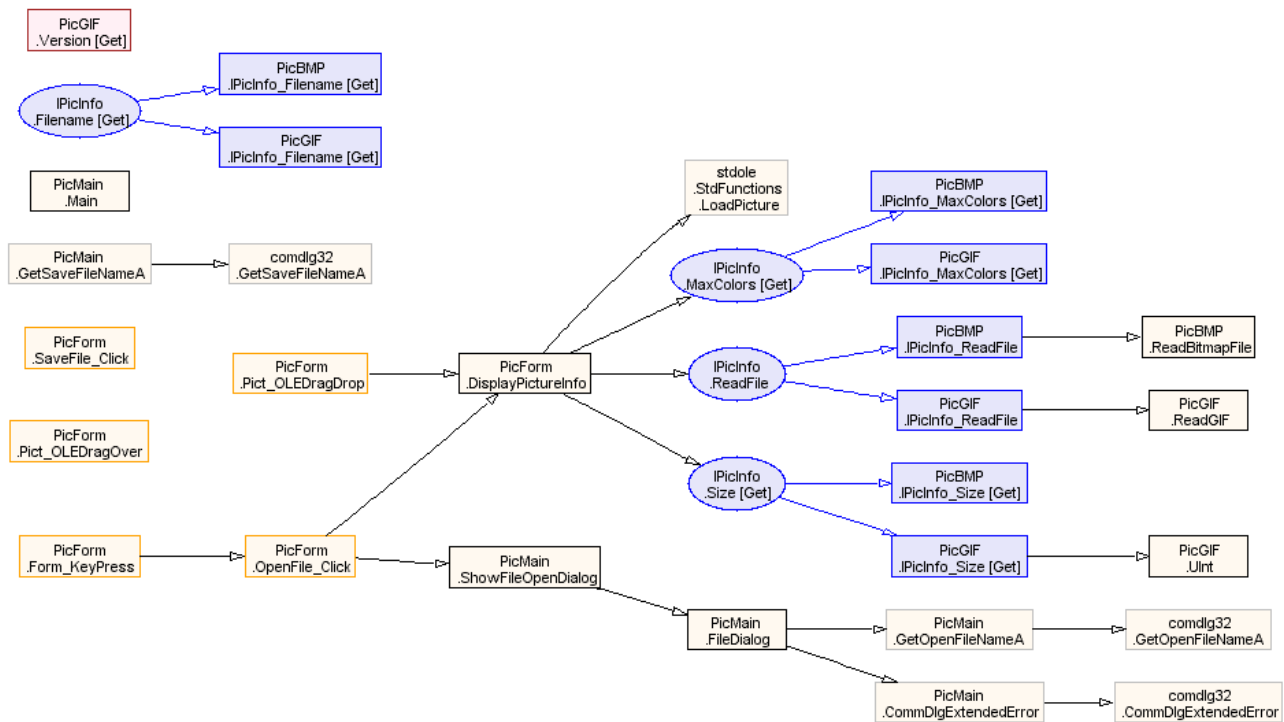 PicGIF
.Version [Get]
IPicInfo
.Filename [Get]
PicBMP
.IPicInfo_Filename [Get]
PicGIF
.IPicInfo_Filename [Get]
PicMain
.Main
PicMain
.GetSaveFileNameA
comdlg32
.GetSaveFileNameA
PicForm
.SaveFile_Click
PicForm
.Pict_OLEDragOver
PicForm
.Form_KeyPress
PicForm
.Pict_OLEDragDrop
PicForm
.OpenFile_Click
PicForm
.DisplayPictureInfo
PicMain
.ShowFileOpenDialog
stdole
.StdFunctions
.LoadPicture
IPicInfo
.MaxColors [Get]
IPicInfo
.ReadFile
IPicInfo
.Size [Get]
PicMain
.FileDialog
PicBMP
.IPicInfo_MaxColors [Get]
PicGIF
.IPicInfo_MaxColors [Get]
PicBMP
.IPicInfo_ReadFile
PicGIF
.IPicInfo_ReadFile
PicBMP
.IPicInfo_Size [Get]
PicGIF
.IPicInfo_Size [Get]
PicMain
.GetOpenFileNameA
PicMain
.CommDlgExtendedError
PicBMP
.ReadBitmapFile
PicGIF
.ReadGIF
PicGIF
.UInt
comdlg32
.GetOpenFileNameA
comdlg32
.CommDlgExtendedError